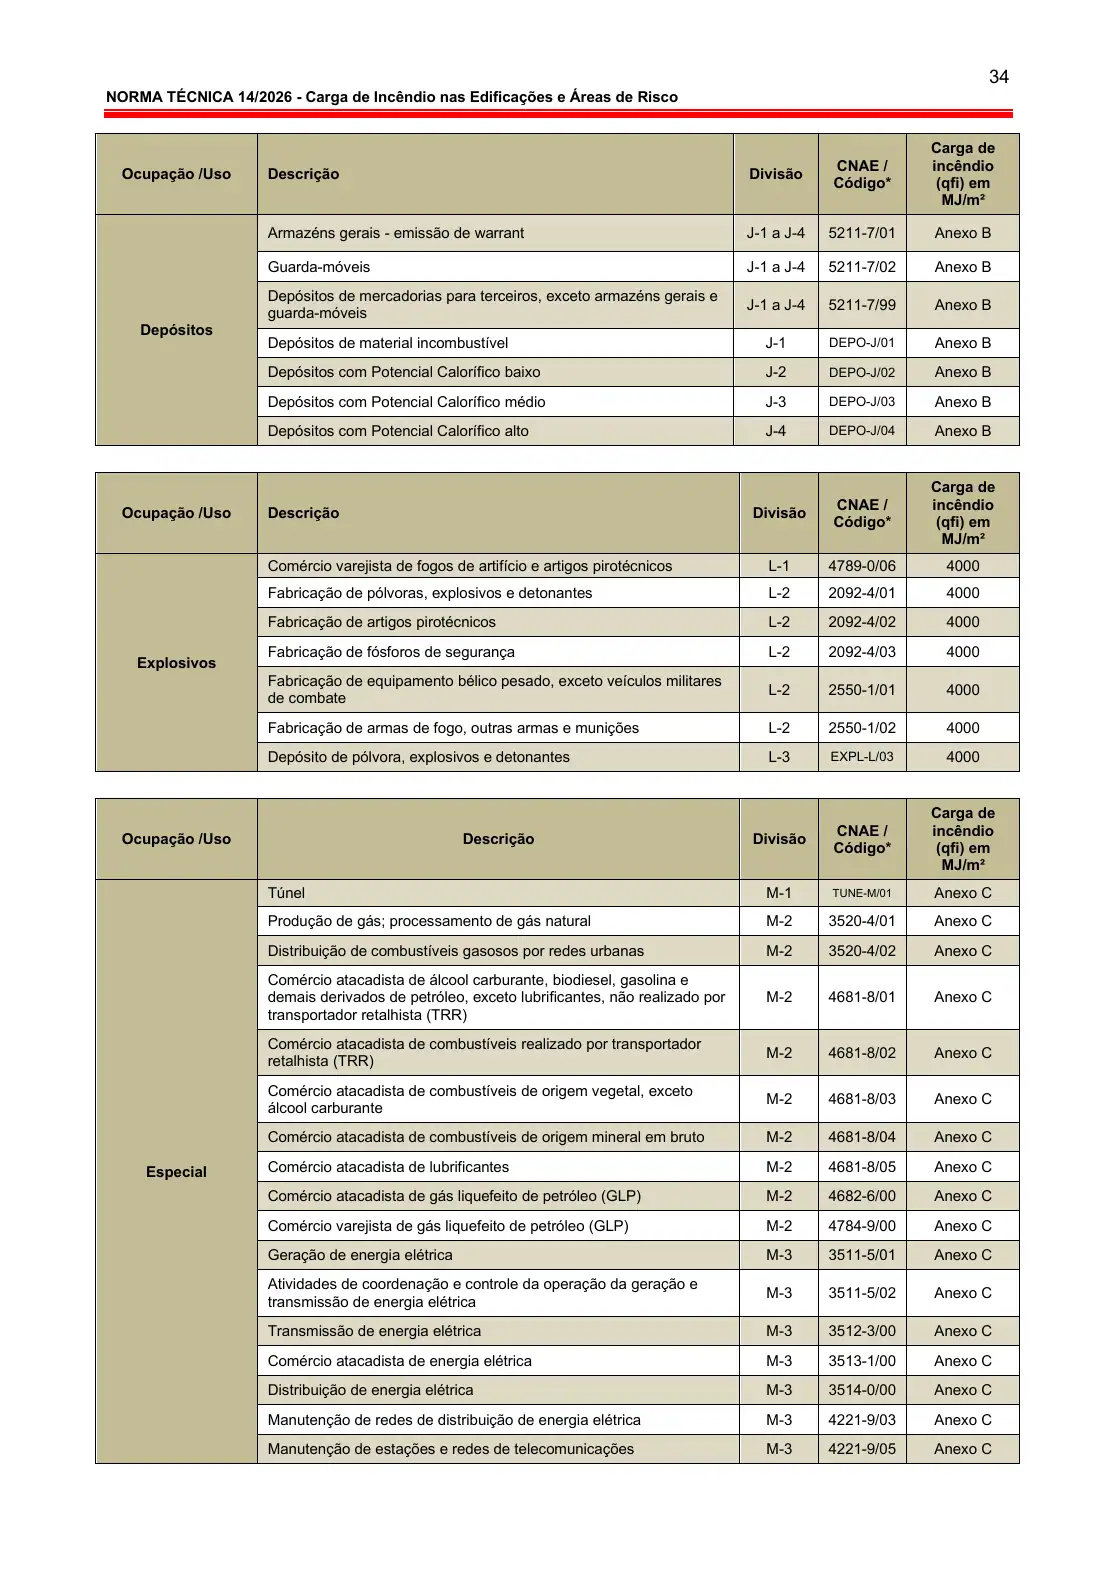 34
NORMA TÉCNICA 14/2026 - Carga de Incêndio nas Edificações e Áreas de Risco
Ocupação /Uso Descrição Divisão CNAE / Código* Carga de incêndio (qfi) em MJ/m²
Depósitos
Armazéns gerais - emissão de warrant J-1 a J-4 5211-7/01 Anexo B
Guarda-móveis J-1 a J-4 5211-7/02 Anexo B
Depósitos de mercadorias para terceiros, exceto armazéns gerais e
guarda-móveis J-1 a J-4 5211-7/99 Anexo B
Depósitos de material incombustível J-1 DEPO-J/01 Anexo B
Depósitos com Potencial Calorífico baixo J-2 DEPO-J/02 Anexo B
Depósitos com Potencial Calorífico médio J-3 DEPO-J/03 Anexo B
Depósitos com Potencial Calorífico alto J-4 DEPO-J/04 Anexo B
Ocupação /Uso Descrição Divisão CNAE / Código* Carga de incêndio (qfi) em MJ/m²
Explosivos
Comércio varejista de fogos de artifício e artigos pirotécnicos L-1 4789-0/06 4000
Fabricação de pólvoras, explosivos e detonantes L-2 2092-4/01 4000
Fabricação de artigos pirotécnicos L-2 2092-4/02 4000
Fabricação de fósforos de segurança L-2 2092-4/03 4000
Fabricação de equipamento bélico pesado, exceto veículos militares
de combate L-2 2550-1/01 4000
Fabricação de armas de fogo, outras armas e munições L-2 2550-1/02 4000
Depósito de pólvora, explosivos e detonantes L-3 EXPL-L/03 4000
Ocupação /Uso Descrição Divisão CNAE / Código* Carga de incêndio (qfi) em MJ/m²
Especial
Túnel M-1 TUNE-M/01 Anexo C
Produção de gás; processamento de gás natural M-2 3520-4/01 Anexo C
Distribuição de combustíveis gasosos por redes urbanas M-2 3520-4/02 Anexo C
Comércio atacadista de álcool carburante, biodiesel, gasolina e
demais derivados de petróleo, exceto lubrificantes, não realizado por
transportador retalhista (TRR) M-2 4681-8/01 Anexo C
Comércio atacadista de combustíveis realizado por transportador
retalhista (TRR) M-2 4681-8/02 Anexo C
Comércio atacadista de combustíveis de origem vegetal, exceto
álcool carburante M-2 4681-8/03 Anexo C
Comércio atacadista de combustíveis de origem mineral em bruto M-2 4681-8/04 Anexo C
Comércio atacadista de lubrificantes M-2 4681-8/05 Anexo C
Comércio atacadista de gás liquefeito de petróleo (GLP) M-2 4682-6/00 Anexo C
Comércio varejista de gás liquefeito de petróleo (GLP) M-2 4784-9/00 Anexo C
Geração de energia elétrica M-3 3511-5/01 Anexo C
Atividades de coordenação e controle da operação da geração e
transmissão de energia elétrica M-3 3511-5/02 Anexo C
Transmissão de energia elétrica M-3 3512-3/00 Anexo C
Comércio atacadista de energia elétrica M-3 3513-1/00 Anexo C
Distribuição de energia elétrica M-3 3514-0/00 Anexo C
Manutenção de redes de distribuição de energia elétrica M-3 4221-9/03 Anexo C
Manutenção de estações e redes de telecomunicações M-3 4221-9/05 Anexo C